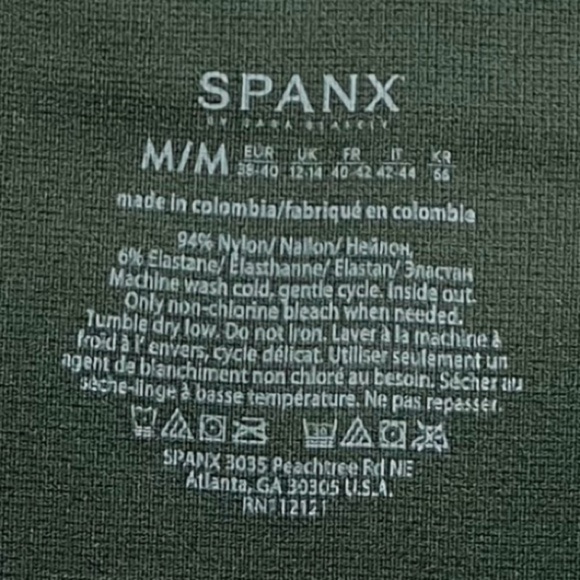 SPANX
BY SARA BLAKELY
M/M EUR 38-40 UK 12-14 FR 40-42 IT 42-44 KR 66
made in colombia/fabriqué en colombie
94% Nylon/ Nailon/ Нейлон,
6% Elastane/ Elasthanne/ Elastan/ Эластан
Machine wash cold, gentle cycle. Inside out.
Only non-chlorine bleach when needed.
Tumble dry low. Do not Iron. Laver à la machine à
froid à l' envers, cycle délicat. Utiliser seulement un
agent de blanchiment non chloré au besoin. Sécher au
sèche-linge à basse température. Ne pas repasser.
SPANX 3035 Peachtree Rd NE
Atlanta, GA 30305 U.S.A.
RN112121